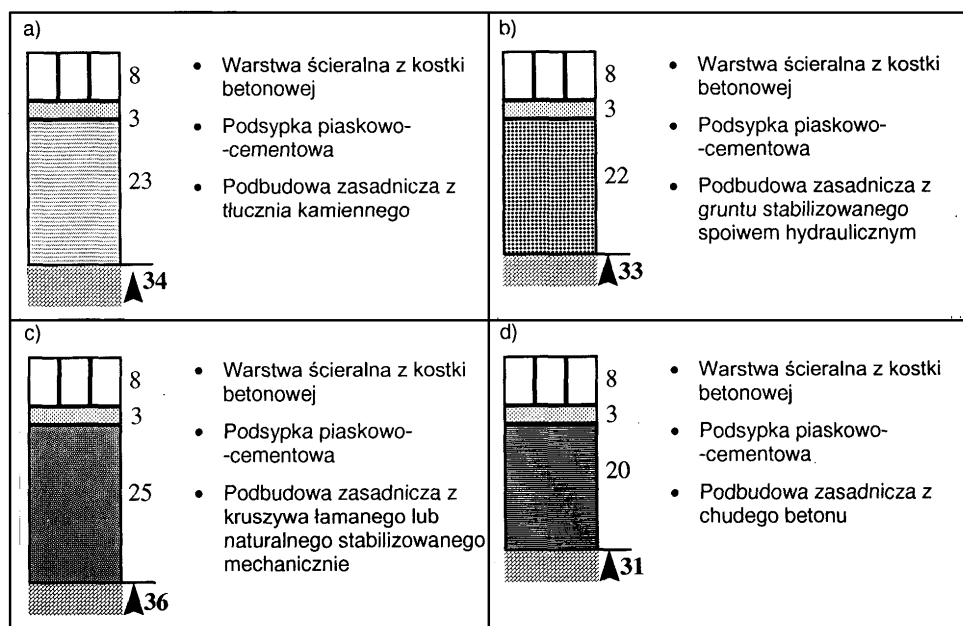 a)
8
3
23
34
• Warstwa ścieralna z kostki
betonowej
• Podsypka piaskowo-
-cementowa
• Podbudowa zasadnicza z
tłucznia kamiennego
b)
8
3
22
33
• Warstwa ścieralna z kostki
betonowej
• Podsypka piaskowo-
-cementowa
• Podbudowa zasadnicza z
gruntu stabilizowanego
spoiwem hydraulicznym
c)
8
3
25
36
• Warstwa ścieralna z kostki
betonowej
• Podsypka piaskowo-
-cementowa
• Podbudowa zasadnicza z
kruszywa łamanego lub
naturalnego stabilizowanego
mechanicznie
d)
8
3
20
31
• Warstwa ścieralna z kostki
betonowej
• Podsypka piaskowo-
-cementowa
• Podbudowa zasadnicza z
chudego betonu